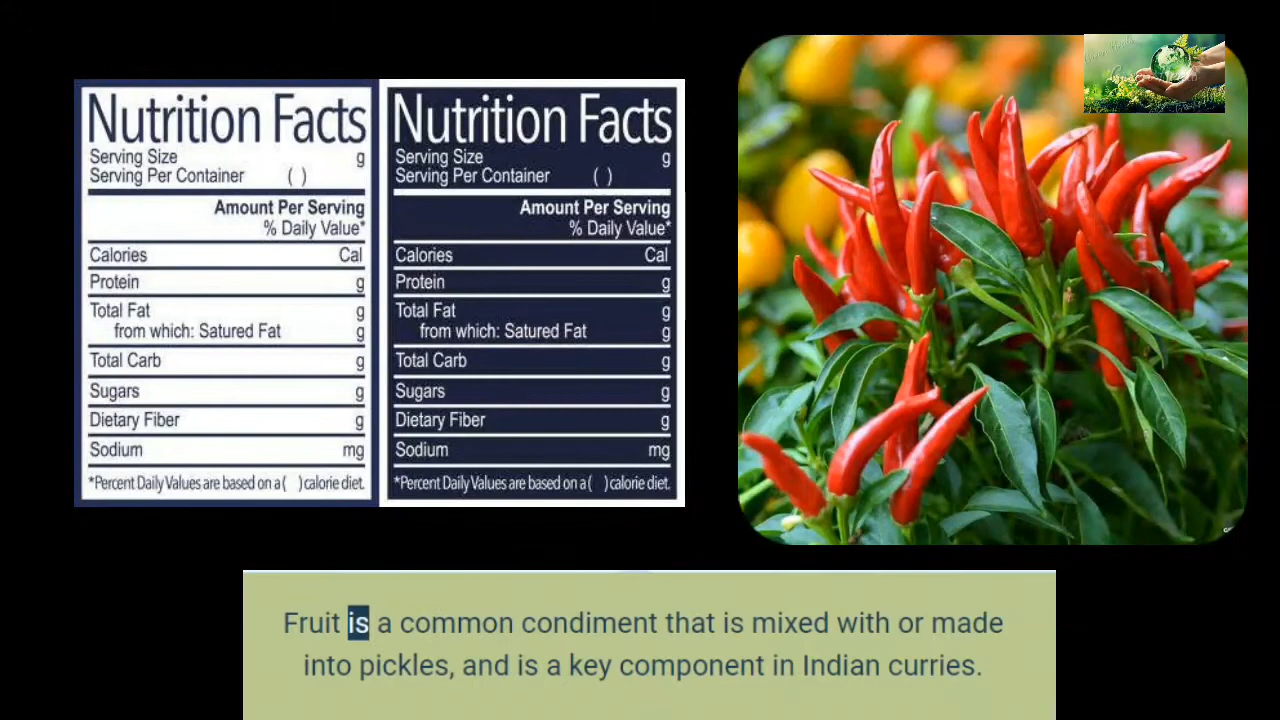 Nutrition Facts
Serving Size g
Serving Per Container ( )
Amount Per Serving
% Daily Value*
Calories Cal
Protein g
Total Fat g
from which: Satured Fat g
Total Carb g
Sugars g
Dietary Fiber g
Sodium mg
*Percent Daily Values are based on a ( ) calorie diet.
Nutrition Facts
Serving Size g
Serving Per Container ( )
Amount Per Serving
% Daily Value*
Calories Cal
Protein g
Total Fat g
from which: Satured Fat g
Total Carb g
Sugars g
Dietary Fiber g
Sodium mg
*Percent Daily Values are based on a ( ) calorie diet.
Fruit is a common condiment that is mixed with or made
into pickles, and is a key component in Indian curries.